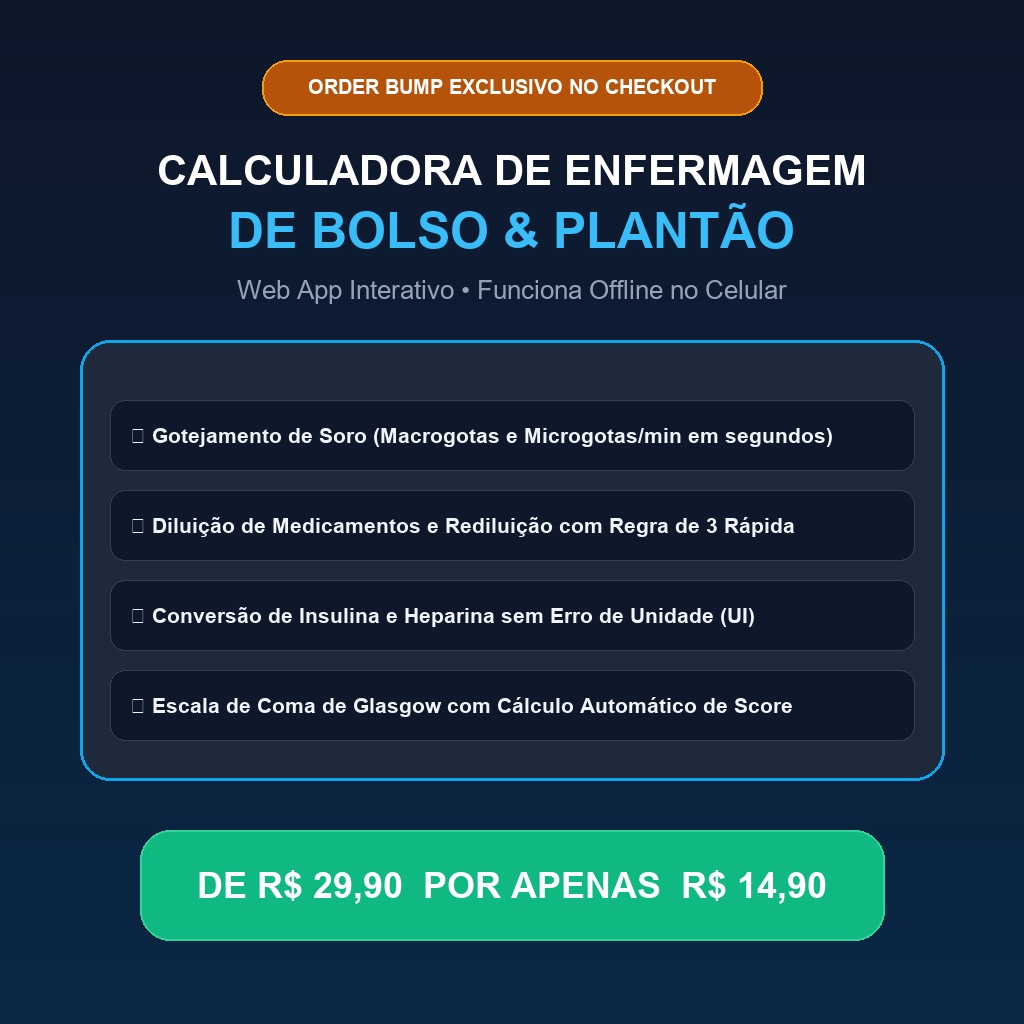 ORDER BUMP EXCLUSIVO NO CHECKOUT
CALCULADORA DE ENFERMAGEM
DE BOLSO & PLANTÃO
Web App Interativo • Funciona Offline no Celular
Gotejamento de Soro (Macrogotas e Microgotas/min em segundos)
Diluição de Medicamentos e Rediluição com Regra de 3 Rápida
Conversão de Insulina e Heparina sem Erro de Unidade (UI)
Escala de Coma de Glasgow com Cálculo Automático de Score
DE R$ 29,90 POR APENAS R$ 14,90